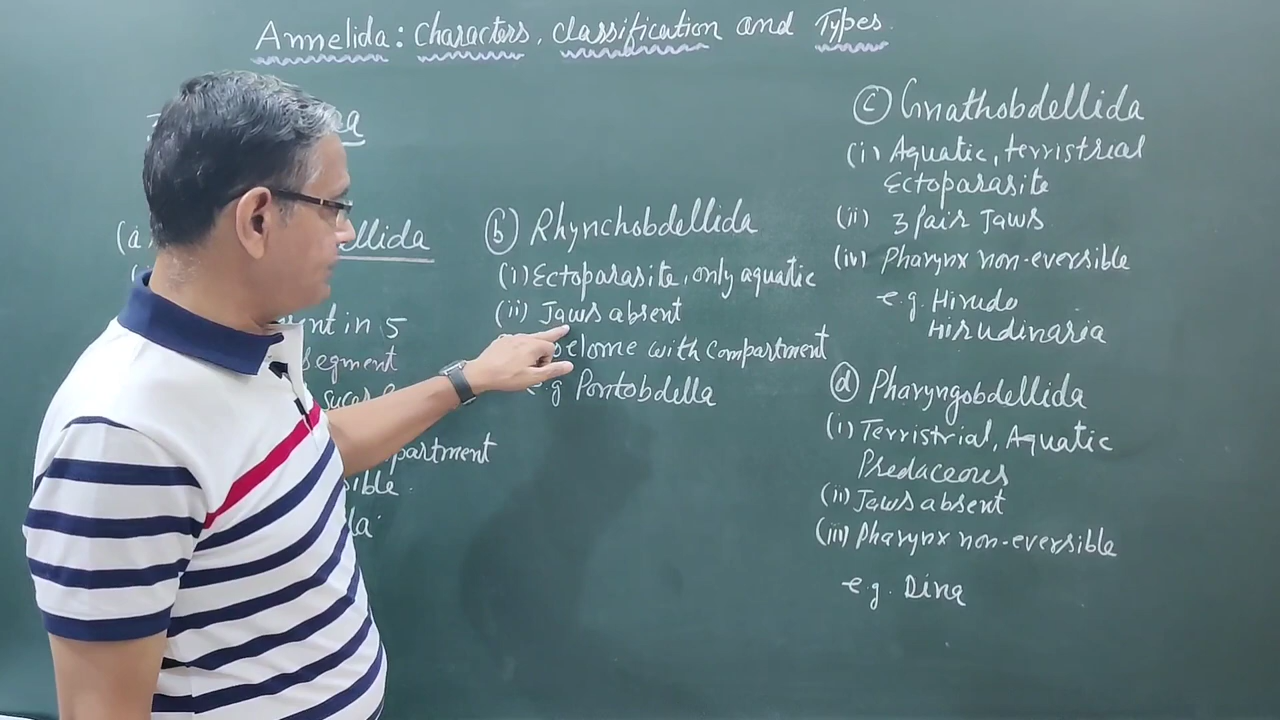 Annelida: Characters, Classification and Types.
(a) ellida
ent in 5
segment
partment
sible.
(b) Rhynchobdellida
(i) Ectoparasite, only aquatic
(ii) Jaws absent
oelome with Compartment
e.g Pontobdella
(c) Gnathobdellida
(i) Aquatic, terristrial
Ectoparasite
(ii) 3 pair Jaws
(iv) Pharynx non-eversible
e.g. Hirudo
Hirudinaria
(d) Pharyngobdellida
(i) Terristrial, Aquatic
Predaceous
(ii) Jaws absent
(iii) Pharynx non-eversible
e.g. Dina